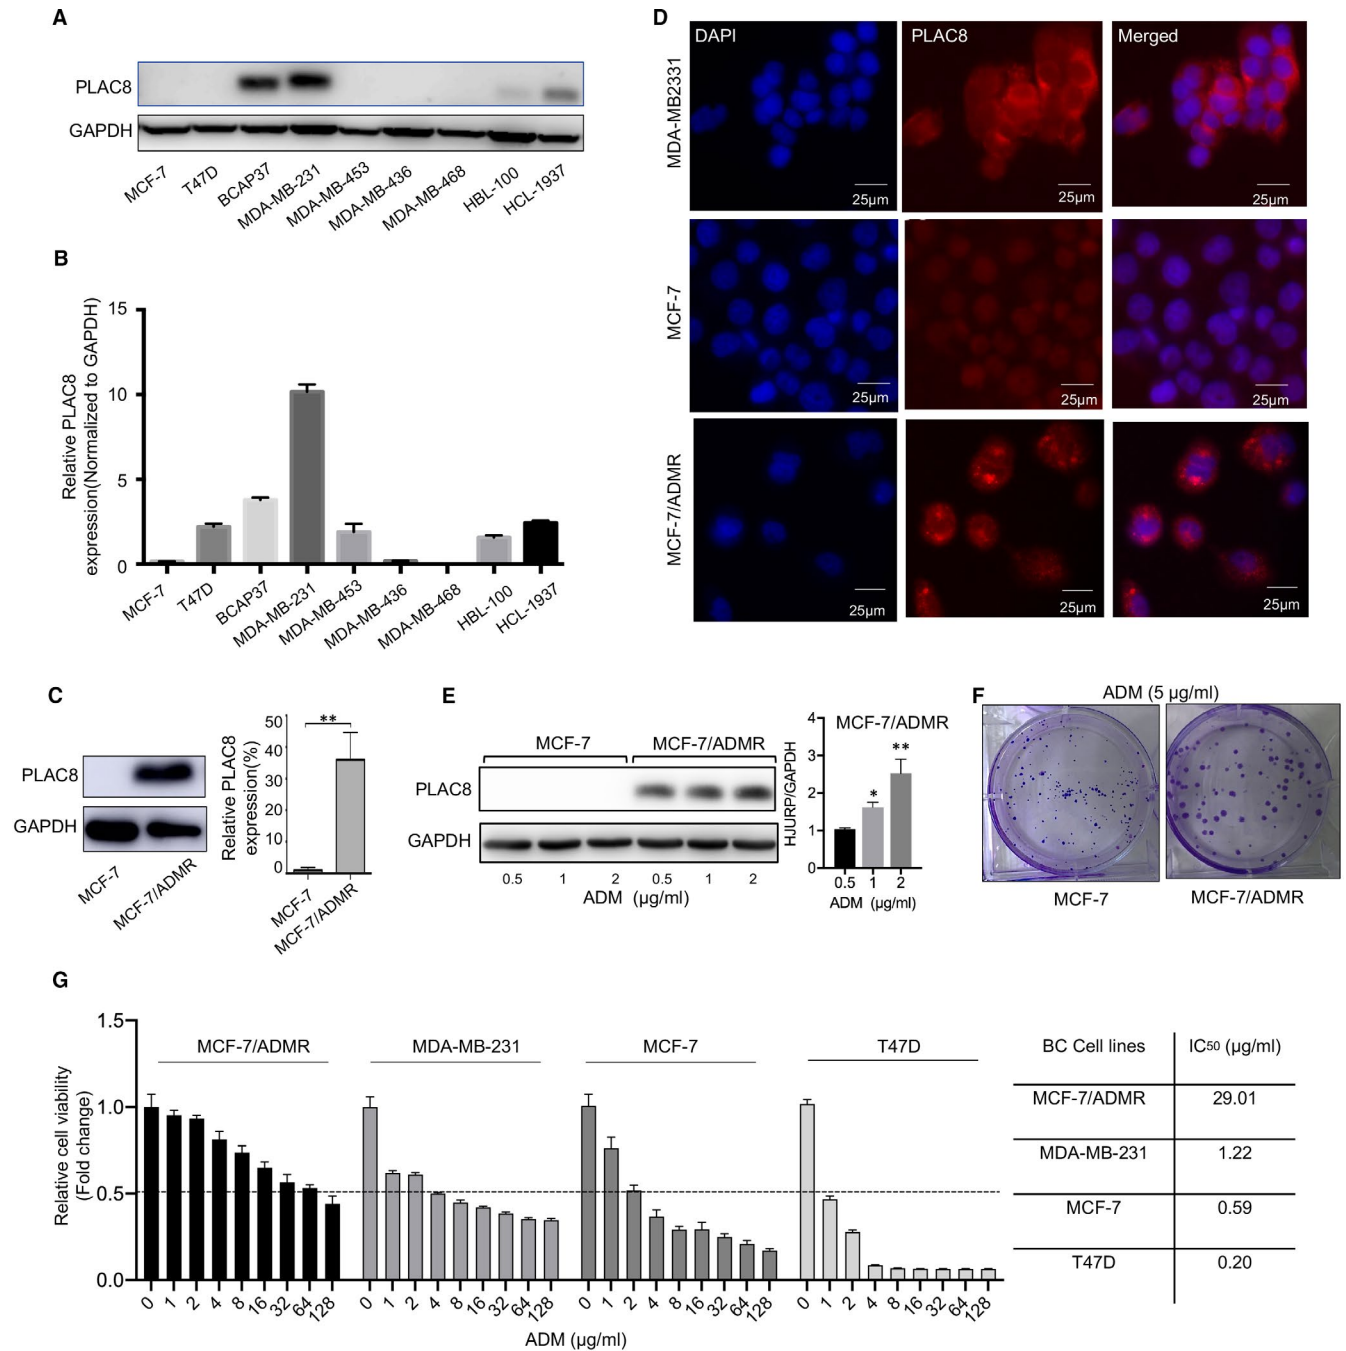 A
PLAC8
GAPDH
MCF-7
T47D
BCAP37
MDA-MB-231
MDA-MB-453
MDA-MB-436
MDA-MB-468
HBL-100
HCL-1937
B
Relative PLAC8
expression(Normalized to GAPDH)
15
10
5
0
MCF-7
T47D
BCAP37
MDA-MB-231
MDA-MB-453
MDA-MB-436
MDA-MB-468
HBL-100
HCL-1937
C
PLAC8
GAPDH
MCF-7
MCF-7/ADMR
Relative PLAC8
expression(%)
50
40
30
20
10
0
**
MCF-7
MCF-7/ADMR
D
DAPI PLAC8 Merged
MDA-MB2331
25µm 25µm 25µm
MCF-7
25µm 25µm 25µm
MCF-7/ADMR
25µm 25µm 25µm
E
MCF-7 MCF-7/ADMR
PLAC8
GAPDH
0.5 1 2 0.5 1 2
ADM (µg/ml)
HJURP/GAPDH
4
3
2
1
0
MCF-7/ADMR
* **
0.5 1 2
ADM (µg/ml)
F
ADM (5 µg/ml)
MCF-7 MCF-7/ADMR
G
Relative cell viability
(Fold change)
1.5
1.0
0.5
0.0
MCF-7/ADMR MDA-MB-231 MCF-7 T47D
0 1 2 4 8 16 32 64 128 0 1 2 4 8 16 32 64 128 0 1 2 4 8 16 32 64 128 0 1 2 4 8 16 32 64 128
ADM (µg/ml)
BC Cell lines IC50 (µg/ml)
MCF-7/ADMR 29.01
MDA-MB-231 1.22
MCF-7 0.59
T47D 0.20